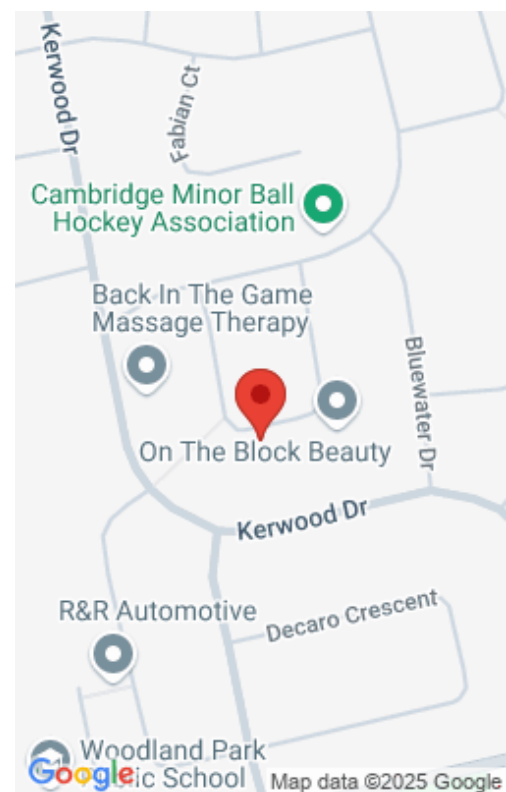 Kerwood Dr
Fabian Ct
Cambridge Minor Ball
Hockey Association
Back In The Game
Massage Therapy
Bluewater Dr
On The Block Beauty
Kerwood Dr
R&R Automotive
Decaro Crescent
Woodland Park
Google
ic School
Map data ©2025 Google